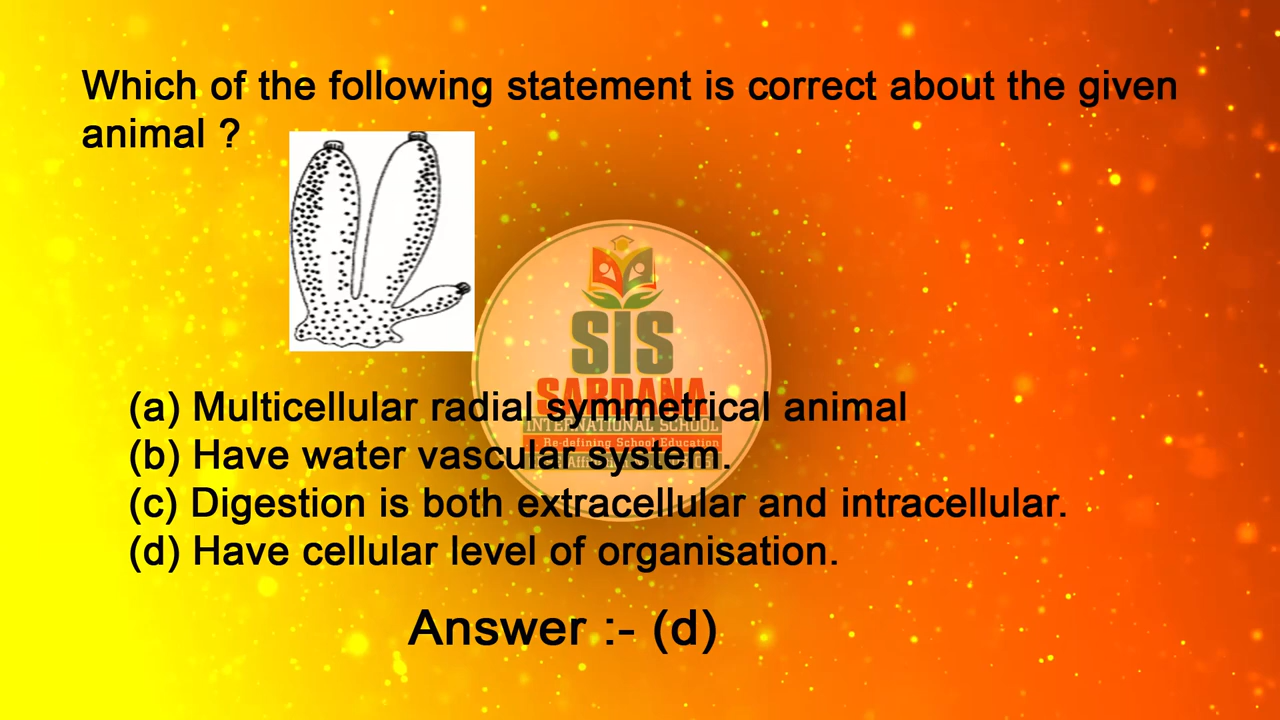 Which of the following statement is correct about the given
animal ?
SIS
SARDANA
INTERNATIONAL SCHOOL
Re-defining School Education
(a) Multicellular radial symmetrical animal
(b) Have water vascular system.
(c) Digestion is both extracellular and intracellular.
(d) Have cellular level of organisation.
Answer :- (d)